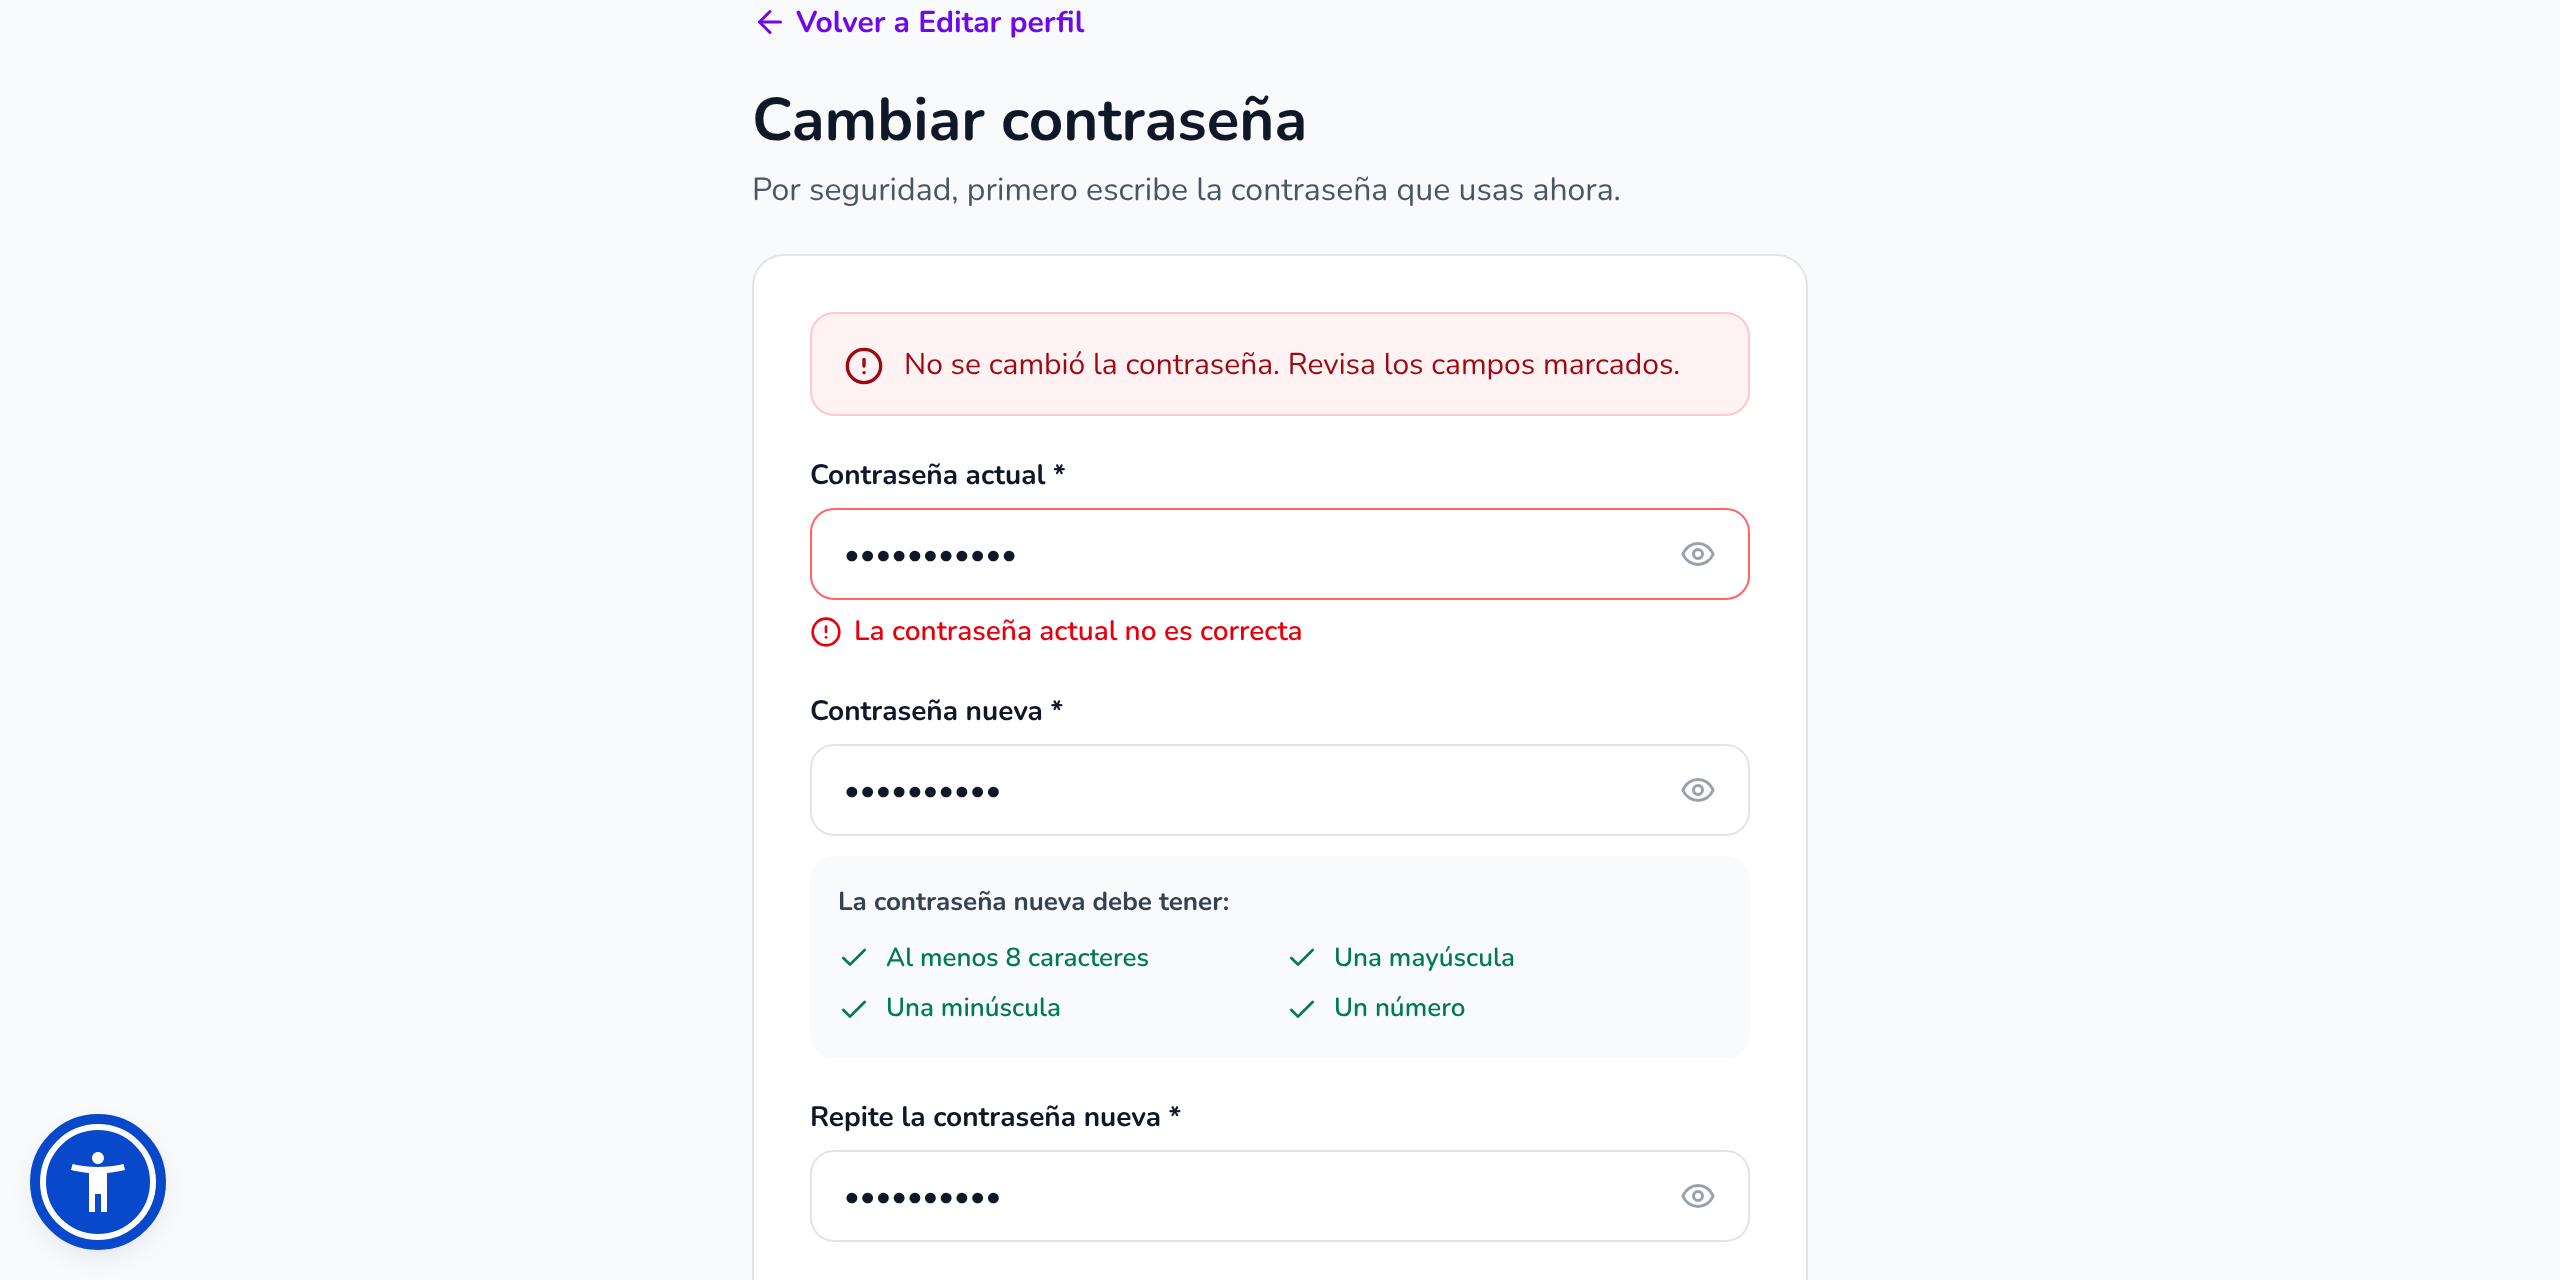 Volver a Editar perfil
Cambiar contraseña
Por seguridad, primero escribe la contraseña que usas ahora.
No se cambió la contraseña. Revisa los campos marcados.
Contraseña actual *
•••••••••••
La contraseña actual no es correcta
Contraseña nueva *
••••••••••
La contraseña nueva debe tener:
Al menos 8 caracteres
Una mayúscula
Una minúscula
Un número
Repite la contraseña nueva *
••••••••••